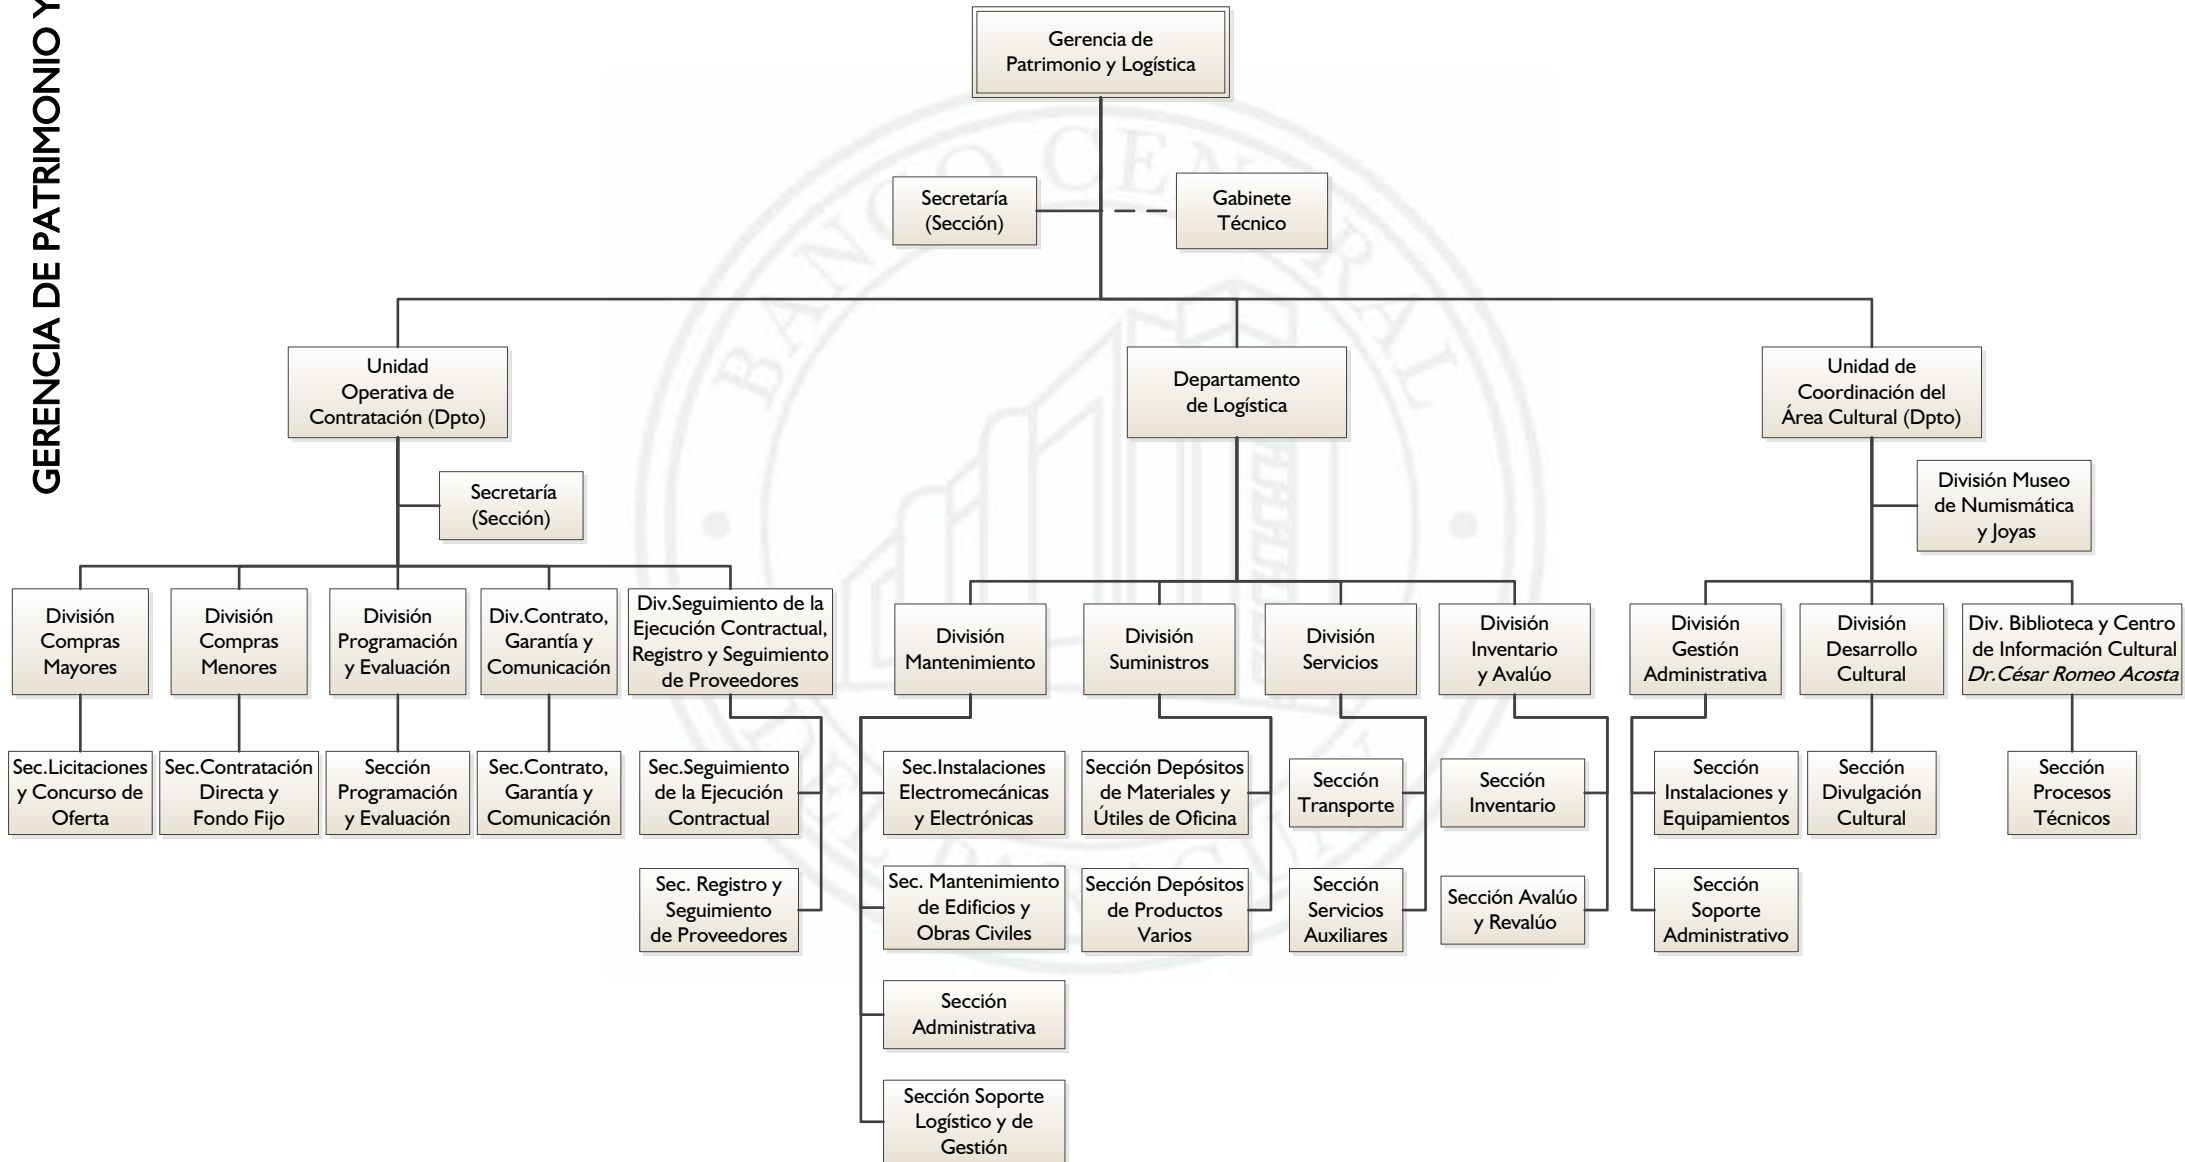 GERENCIA DE PATRIMONIO Y
Gerencia de
Patrimonio y Logística
Secretaría
(Sección)
Gabinete
Técnico
Unidad
Operativa de
Contratación (Dpto)
Departamento
de Logística
Unidad de
Coordinación del
Área Cultural (Dpto)
Secretaría
(Sección)
División Museo
de Numismática
y Joyas
División
Compras
Mayores
División
Compras
Menores
División
Programación
y Evaluación
Div.Contrato,
Garantía y
Comunicación
Div.Seguimiento de la
Ejecución Contractual,
Registro y Seguimiento
de Proveedores
División
Mantenimiento
División
Suministros
División
Servicios
División
Inventario
y Avalúo
División
Gestión
Administrativa
División
Desarrollo
Cultural
Div. Biblioteca y Centro
de Información Cultural
Dr.César Romeo Acosta
Sec.Licitaciones
y Concurso de
Oferta
Sec.Contratación
Directa y
Fondo Fijo
Sección
Programación
y Evaluación
Sec.Contrato,
Garantía y
Comunicación
Sec.Seguimiento
de la Ejecución
Contractual
Sec.Instalaciones
Electromecánicas
y Electrónicas
Sección Depósitos
de Materiales y
Útiles de Oficina
Sección
Transporte
Sección
Inventario
Sección
Instalaciones y
Equipamientos
Sección
Divulgación
Cultural
Sección
Procesos
Técnicos
Sec. Registro y
Seguimiento
de Proveedores
Sec. Mantenimiento
de Edificios y
Obras Civiles
Sección Depósitos
de Productos
Varios
Sección
Servicios
Auxiliares
Sección Avalúo
y Revalúo
Sección
Soporte
Administrativo
Sección
Administrativa
Sección Soporte
Logístico y de
Gestión
BANCO CENTRAL
DEL PARAGUAY